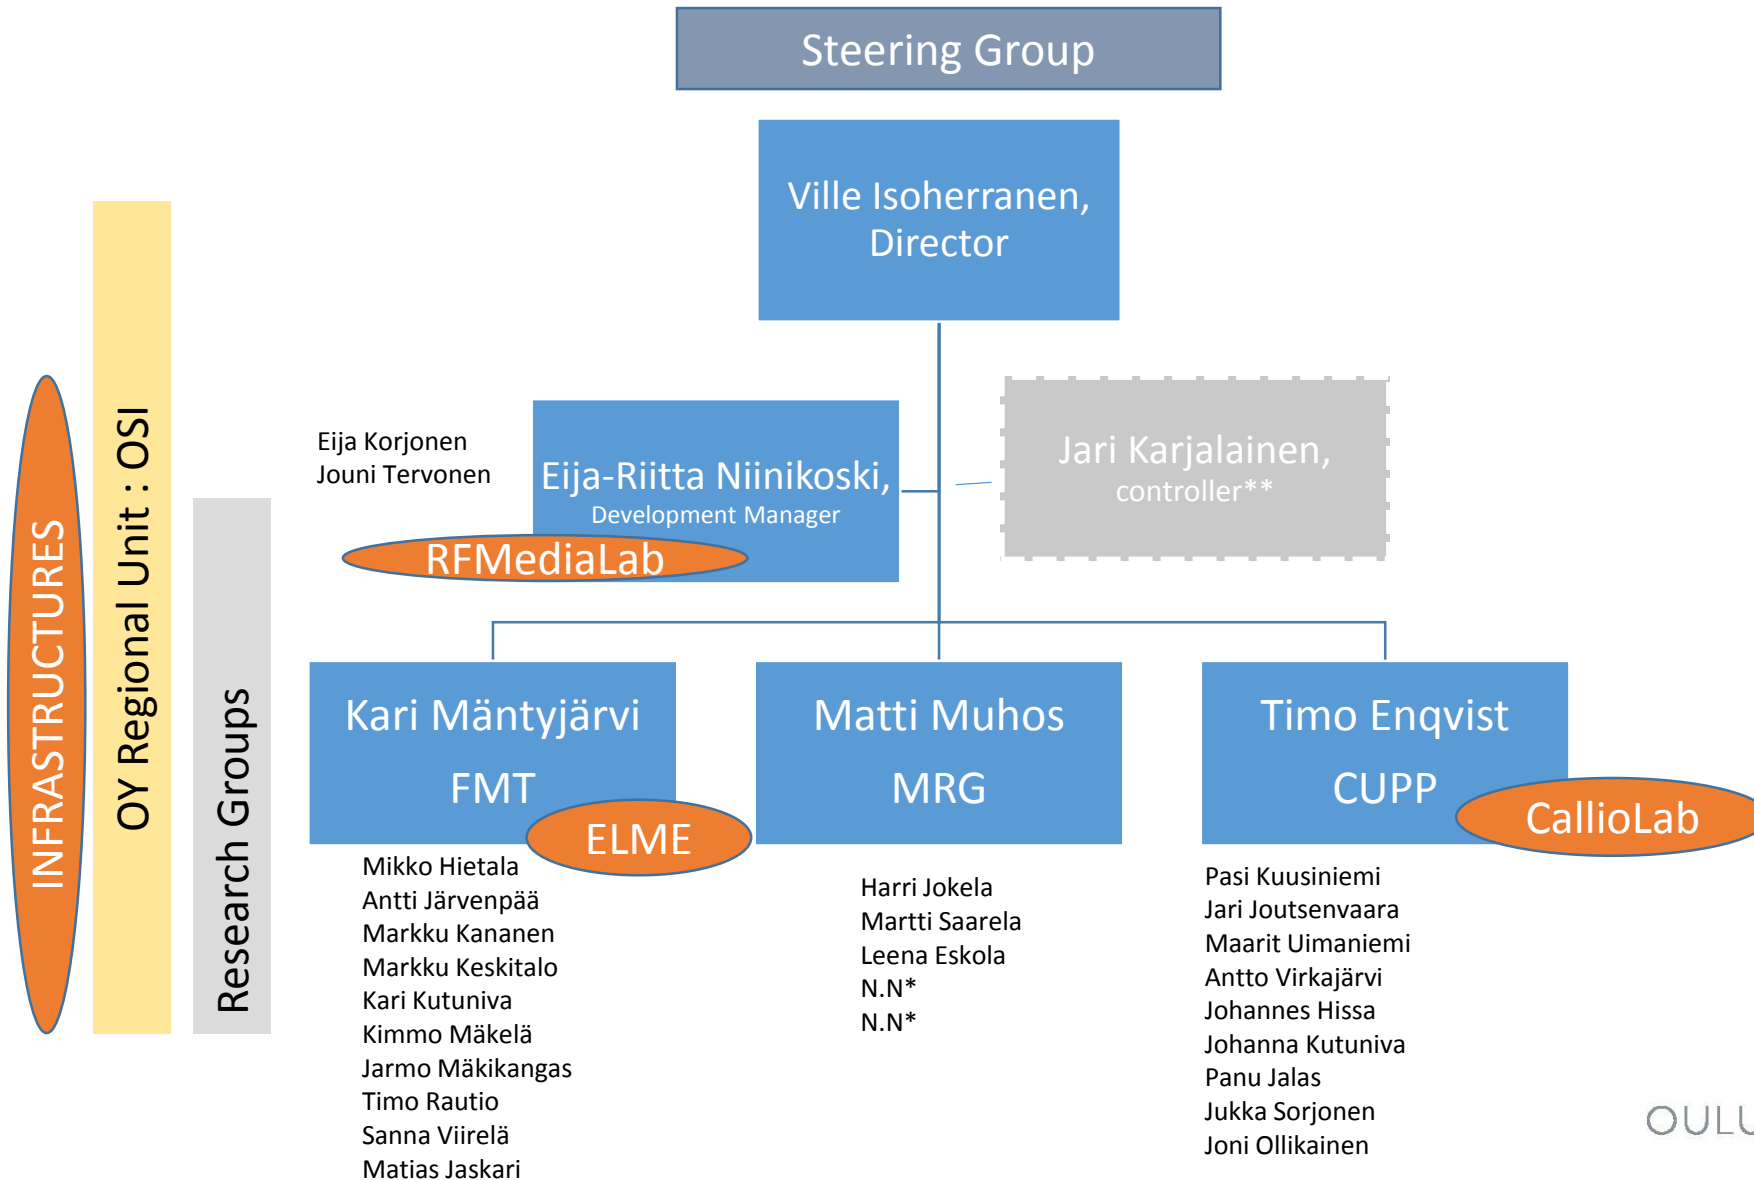 Steering Group
Ville Isoherranen,
Director
Eija Korjonen
Jouni Tervonen
Eija-Riitta Niinikoski,
Development Manager
RFMediaLab
Jari Karjalainen,
controller**
INFRASTRUCTURES
OY Regional Unit : OSI
Research Groups
Kari Mäntyjärvi
FMT
ELME
Mikko Hietala
Antti Järvenpää
Markku Kananen
Markku Keskitalo
Kari Kutuniva
Kimmo Mäkelä
Jarmo Mäkikangas
Timo Rautio
Sanna Viirelä
Matias Jaskari
Matti Muhos
MRG
Harri Jokela
Martti Saarela
Leena Eskola
N.N*
N.N*
Timo Enqvist
CUPP
CallioLab
Pasi Kuusiniemi
Jari Joutsenvaara
Maarit Uimaniemi
Antto Virkajärvi
Johannes Hissa
Johanna Kutuniva
Panu Jalas
Jukka Sorjonen
Joni Ollikainen
OULU